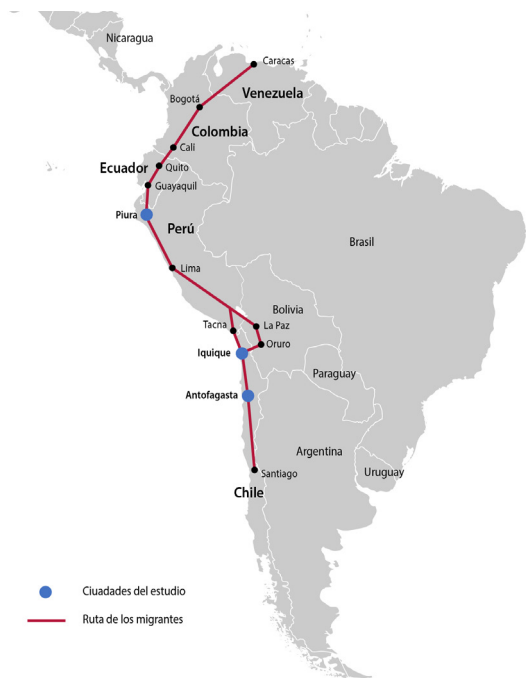 Nicaragua
Caracas
Venezuela
Bogotá
Colombia
Cali
Ecuador
Quito
Guayaquil
Piura
Perú
Brasil
Lima
Bolivia
Tacna
La Paz
Oruro
Iquique
Paraguay
Antofagasta
Argentina
Santiago
Uruguay
Chile
Ciuadades del estudio
Ruta de los migrantes